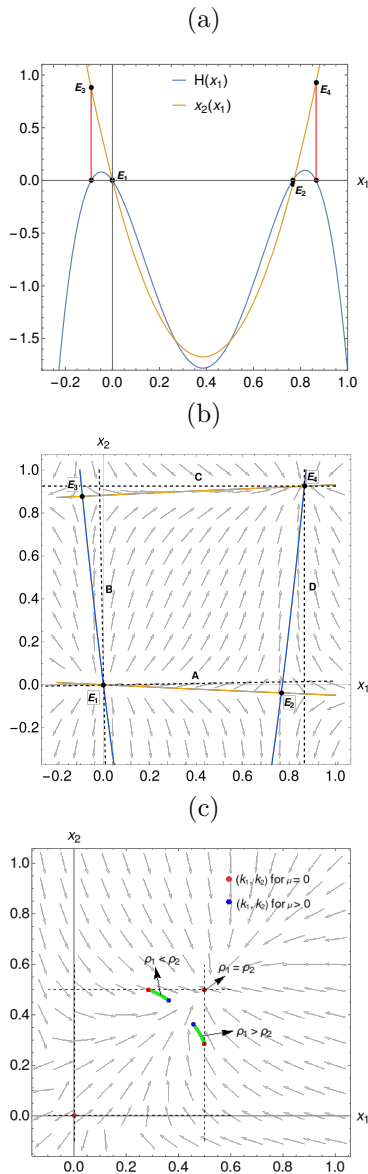 (a)
1.0
0.5
0.0
−0.5
−1.0
−1.5
E3
E1
E2
E4
H(x1)
x2(x1)
x1
−0.2 0.0 0.2 0.4 0.6 0.8 1.0
(b)
x2
1.0
0.8
0.6
0.4
0.2
0.0
−0.2
E3
C
E4
B
D
A
E1
E2
x1
−0.2 0.0 0.2 0.4 0.6 0.8 1.0
(c)
x2
1.0
0.8
0.6
0.4
0.2
0.0
(k1, k2) for μ = 0
(k1, k2) for μ > 0
ρ1 < ρ2
ρ1 = ρ2
ρ1 > ρ2
x1
0.0 0.2 0.4 0.6 0.8 1.0